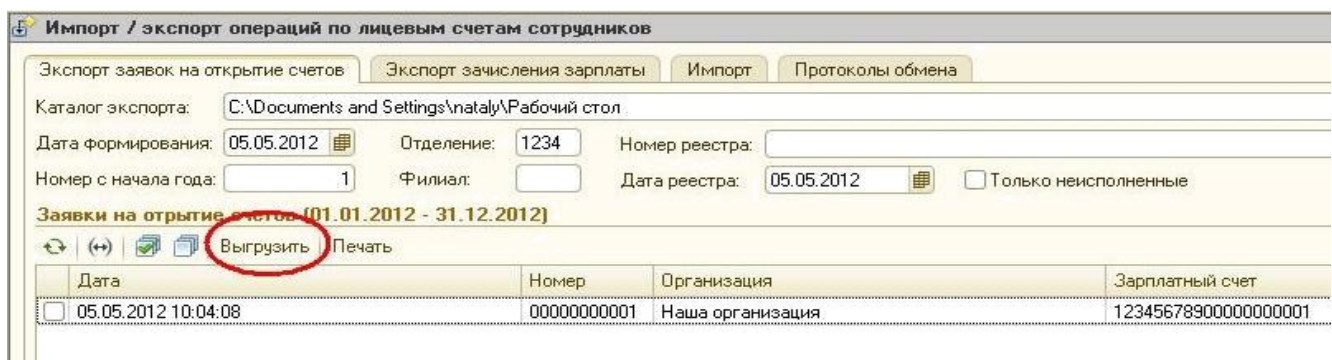 Импорт / экспорт операций по лицевым счетам сотрудников
Экспорт заявок на открытие счетов Экспорт зачисления зарплаты Импорт Протоколы обмена
Каталог экспорта: C:\Documents and Settings\nataly\Рабочий стол
Дата формирования: 05.05.2012 Отделение: 1234 Номер реестра:
Номер с начала года: 1 Филиал: Дата реестра: 05.05.2012 Только неисполненные
Заявки на отрытие счетов (01.01.2012 - 31.12.2012)
Выгрузить Печать
Дата Номер Организация Зарплатный счет
05.05.2012 10:04:08 00000000001 Наша организация 12345678900000000001